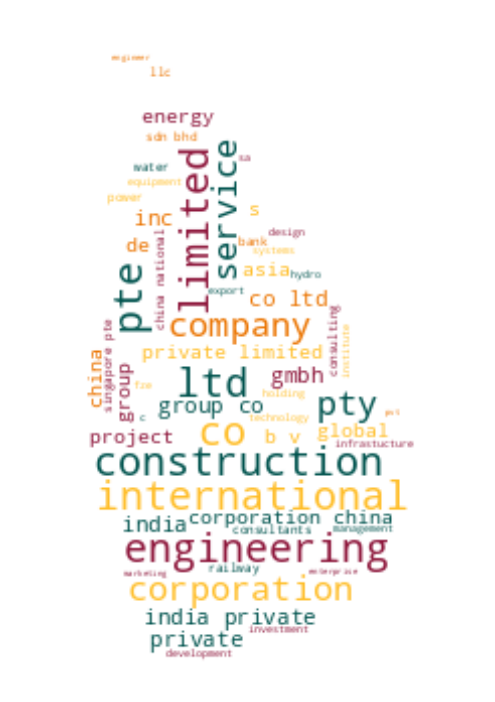 engineer
llc
energy
sdn bhd
limited
service
sa
water
equipment
power
inc
s
design
de
bank
systems
china national
pte
asia
hydro
export
co ltd
company
singapore pte
consulting
institute
private limited
china
group
gmbh
ltd
fze
holding
pty
group co
c
technology
co
b v
global
project
infrastucture
construction
international
corporation china
india
consultants
management
engineering
railway
marketing
enterprise
corporation
india private
private
investment
development